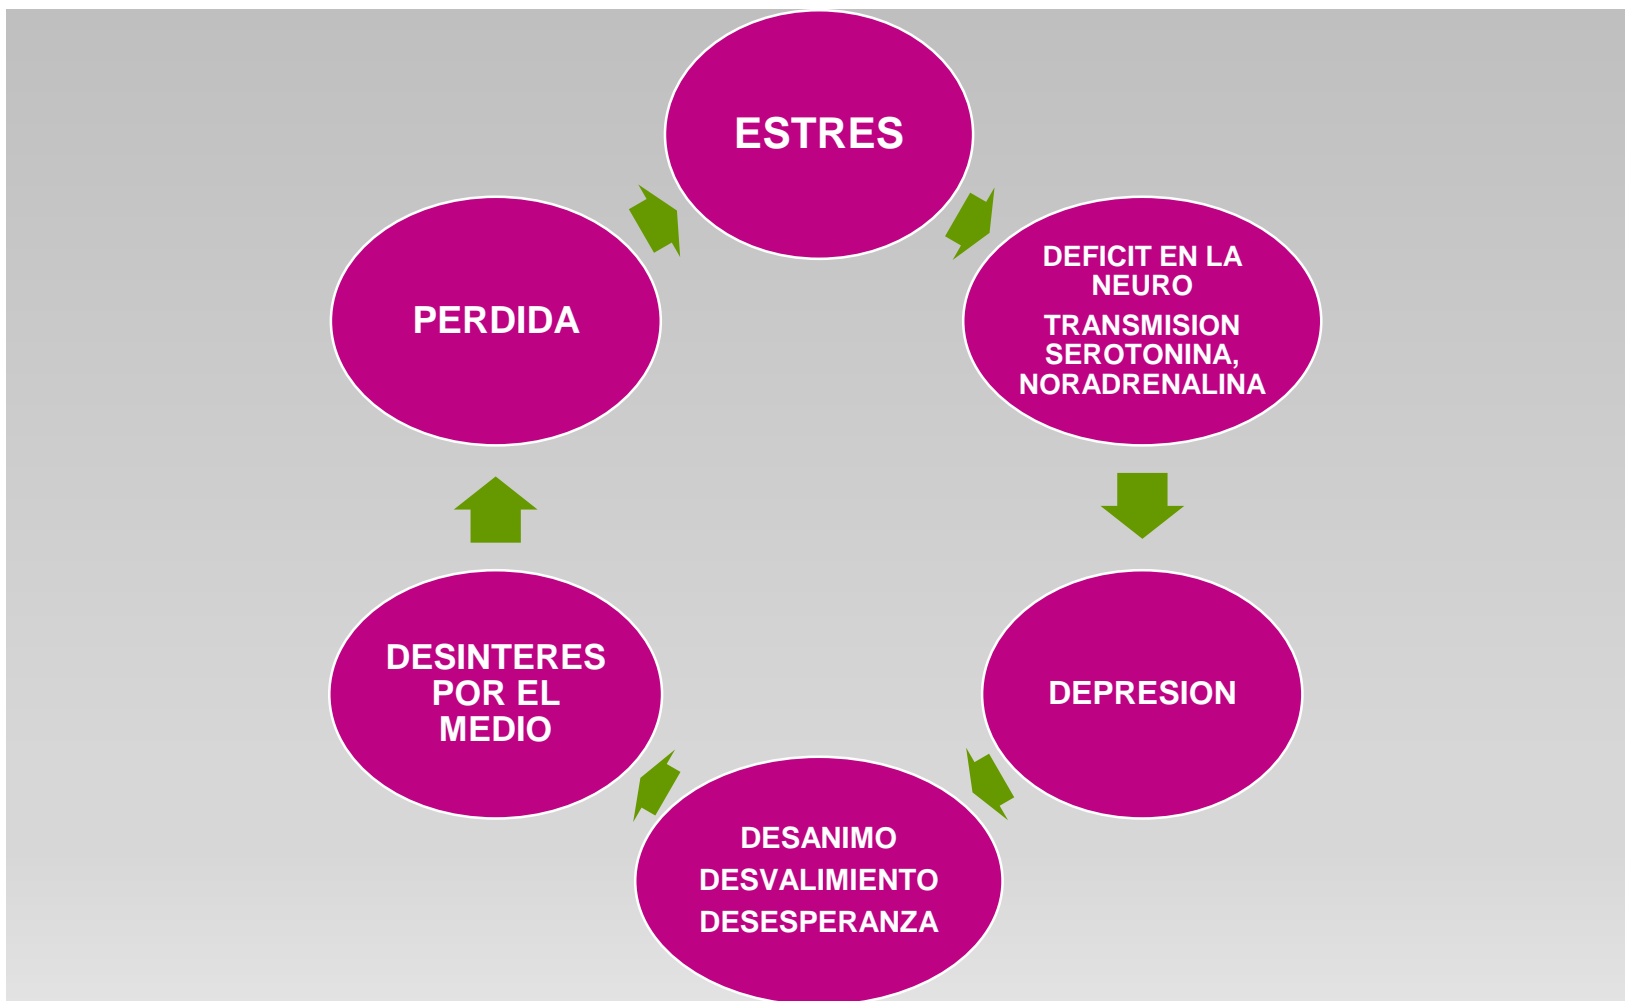 ESTRES
DEFICIT EN LA
NEURO
TRANSMISION
SEROTONINA,
NORADRENALINA
DEPRESION
DESANIMO
DESVALIMIENTO
DESESPERANZA
DESINTERES
POR EL
MEDIO
PERDIDA